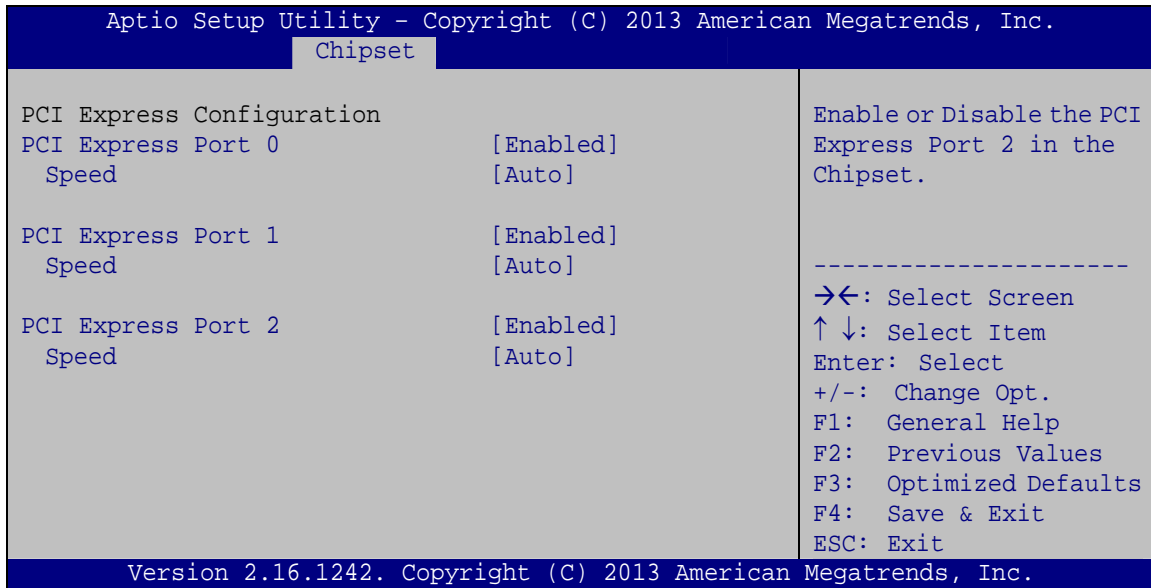 Aptio Setup Utility – Copyright (C) 2013 American Megatrends, Inc.
Chipset
PCI Express Configuration
PCI Express Port 0 [Enabled]
Speed [Auto]
PCI Express Port 1 [Enabled]
Speed [Auto]
PCI Express Port 2 [Enabled]
Speed [Auto]
Enable or Disable the PCI
Express Port 2 in the
Chipset.
----------------------
→←: Select Screen
↑ ↓: Select Item
Enter: Select
+/-: Change Opt.
F1: General Help
F2: Previous Values
F3: Optimized Defaults
F4: Save & Exit
ESC: Exit
Version 2.16.1242. Copyright (C) 2013 American Megatrends, Inc.